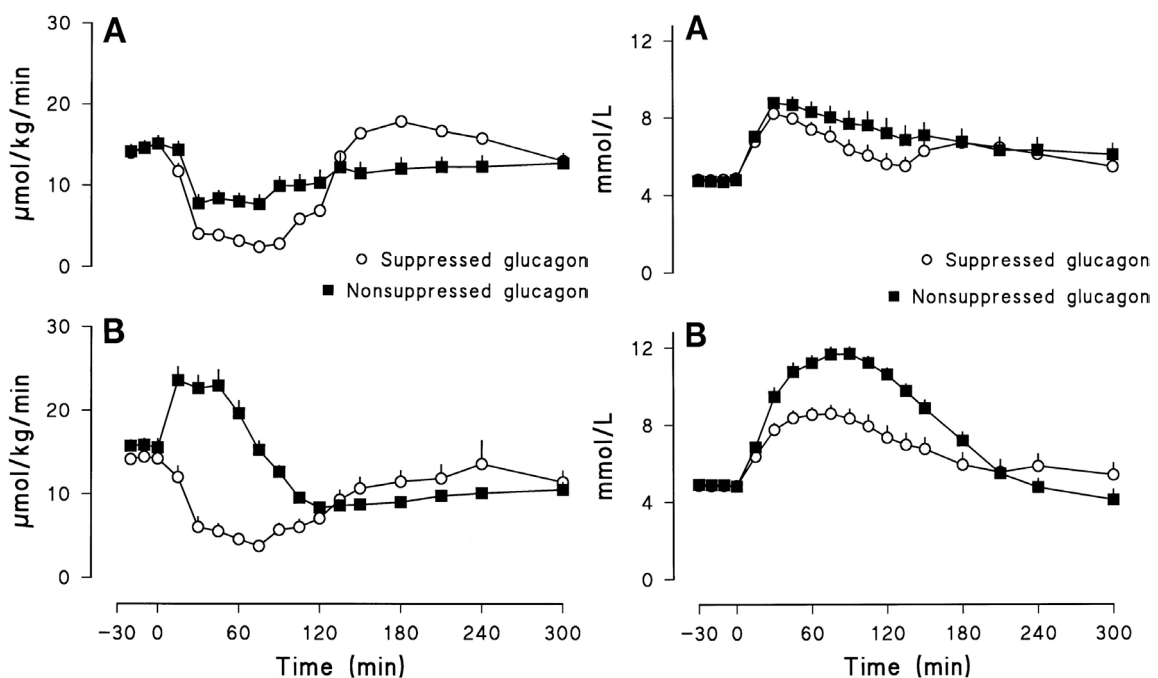 A
30
20
10
0
μmol/kg/min
Suppressed glucagon
Nonsuppressed glucagon
B
30
20
10
0
μmol/kg/min
−30 0 60 120 180 240 300
Time (min)
A
12
8
4
0
mmol/L
Suppressed glucagon
Nonsuppressed glucagon
B
12
8
4
0
mmol/L
−30 0 60 120 180 240 300
Time (min)